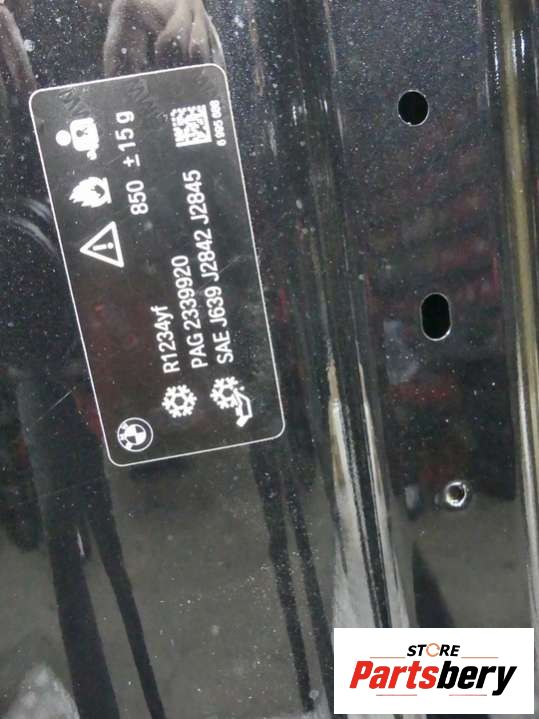 R1234yf
850 ± 15 g
PAG 2339920
SAE J639 J2842 J2845
STORE
Partsbery